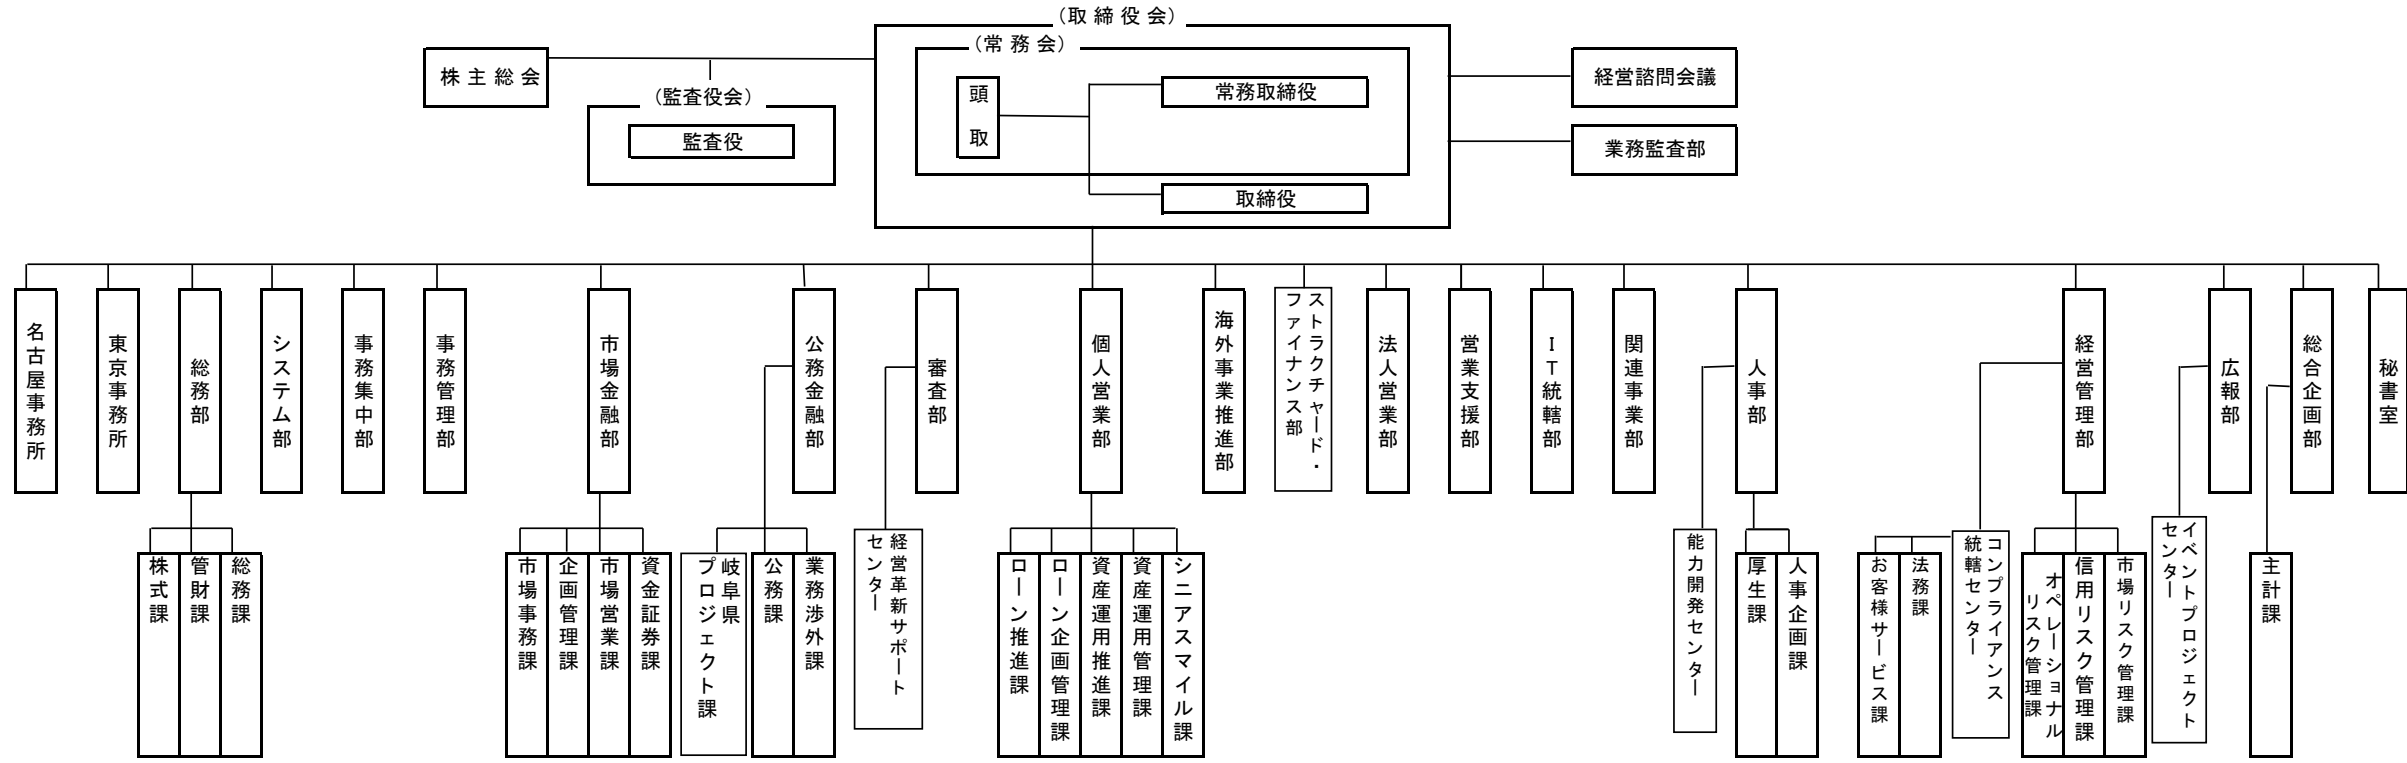 （取 締 役 会）
（常 務 会）
株 主 総 会
（監査役会）
監査役
頭取
常務取締役
取締役
経営諮問会議
業務監査部
名古屋事務所
東京事務所
総務部
システム部
事務集中部
事務管理部
市場金融部
公務金融部
審査部
個人営業部
海外事業推進部
ストラクチャード・
ファイナンス部
法人営業部
営業支援部
ＩＴ統轄部
関連事業部
人事部
経営管理部
広報部
総合企画部
秘書室
株式課
管財課
総務課
市場事務課
企画管理課
市場営業課
資金証券課
岐阜県
プロジェクト課
公務課
業務渉外課
経営革新サポート
センター
ローン推進課
ローン企画管理課
資産運用推進課
資産運用管理課
シニアスマイル課
能力開発センター
厚生課
人事企画課
お客様サービス課
法務課
コンプライアンス
統轄センター
オペレーショナル
リスク管理課
信用リスク管理課
市場リスク管理課
イベントプロジェクト
センター
主計課